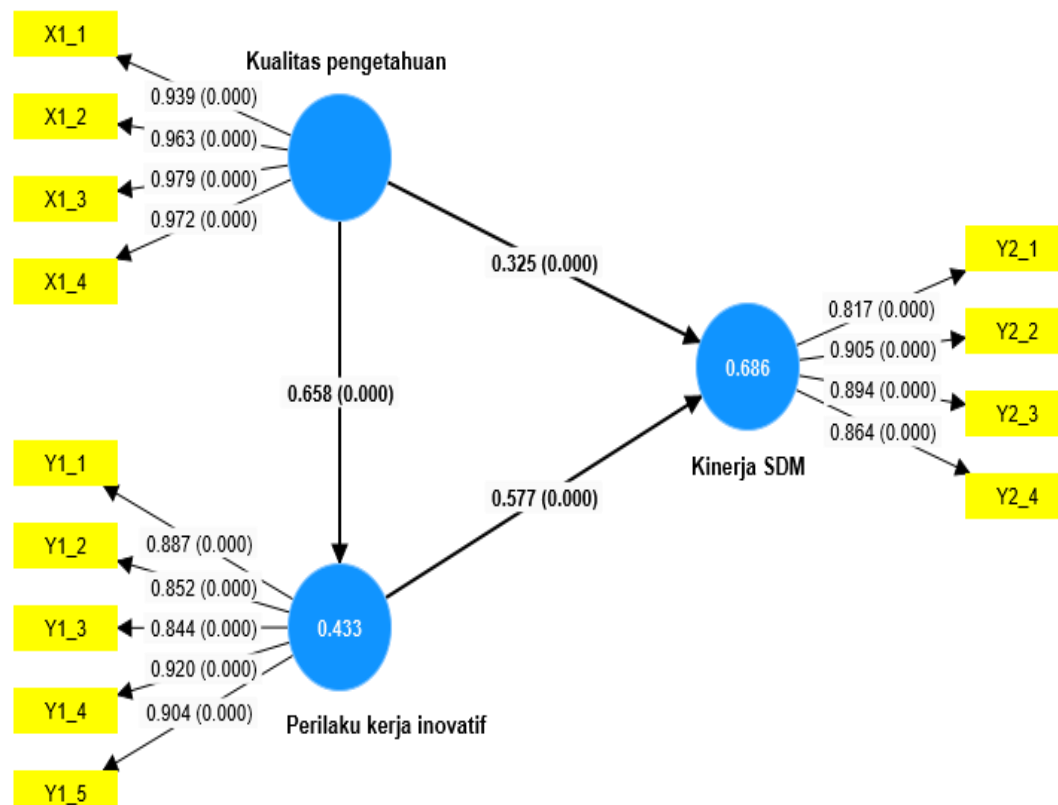 X1_1
Kualitas pengetahuan
0.939 (0.000)
X1_2
0.963 (0.000)
X1_3
0.979 (0.000)
0.972 (0.000)
X1_4
0.325 (0.000)
Y2_1
0.817 (0.000)
Y2_2
0.905 (0.000)
0.686
0.894 (0.000)
Y2_3
0.864 (0.000)
Kinerja SDM
Y2_4
0.658 (0.000)
0.577 (0.000)
Y1_1
0.887 (0.000)
Y1_2
0.852 (0.000)
Y1_3
0.844 (0.000)
0.433
0.920 (0.000)
Y1_4
0.904 (0.000)
Perilaku kerja inovatif
Y1_5